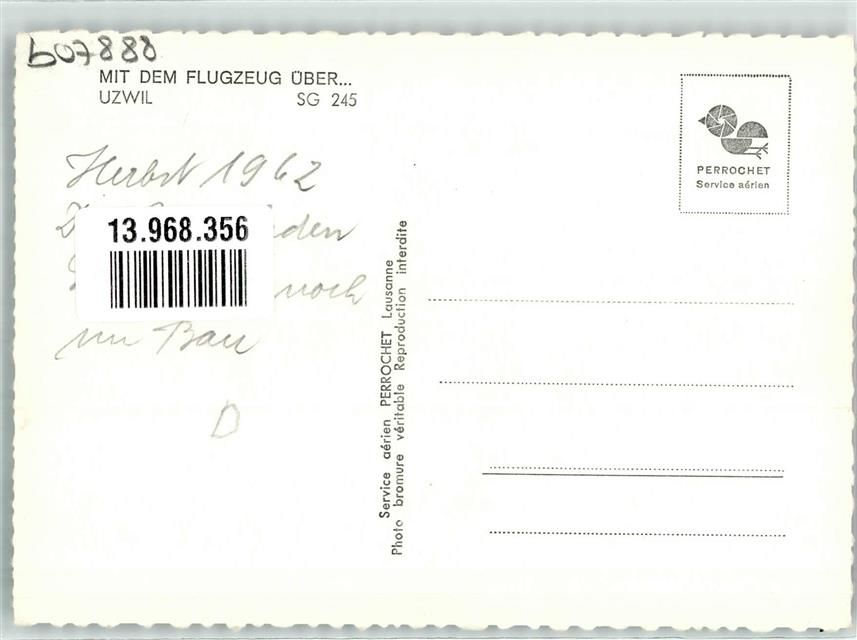 b07888
MIT DEM FLUGZEUG ÜBER...
UZWIL SG 245
PERROCHET
Service aérien
Herbst 1962
den
13.968.356
noch
im Bau
D
Service aérien PERROCHET Lausanne
Photo bromure véritable Reproduction interdite